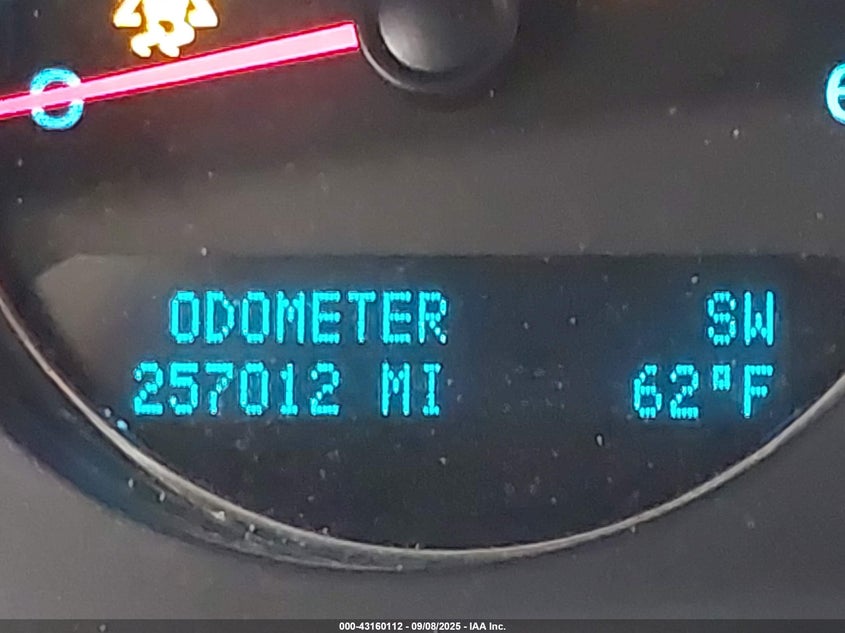 C
ODOMETER SW
257012 MI 62°F
000-43160112 - 09/08/2025 - IAA Inc.